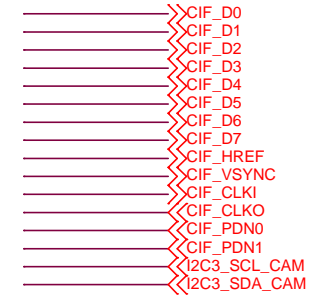 CIF_D0
CIF_D1
CIF_D2
CIF_D3
CIF_D4
CIF_D5
CIF_D6
CIF_D7
CIF_HREF
CIF_VSYNC
CIF_CLKI
CIF_CLKO
CIF_PDN0
CIF_PDN1
I2C3_SCL_CAM
I2C3_SDA_CAM